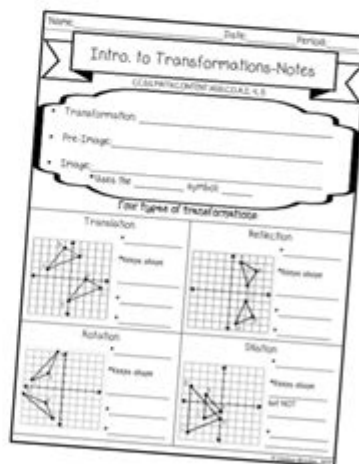 Name: Date: Period:
Intro. to Transformations-Notes
Transformation:
Pre-Image:
Image:
*Uses the symbol
Four types of transformations
Translation
*Keeps shape
Reflection
*Keeps shape
Rotation
*Keeps shape
Dilation
*Keeps shape
but NOT